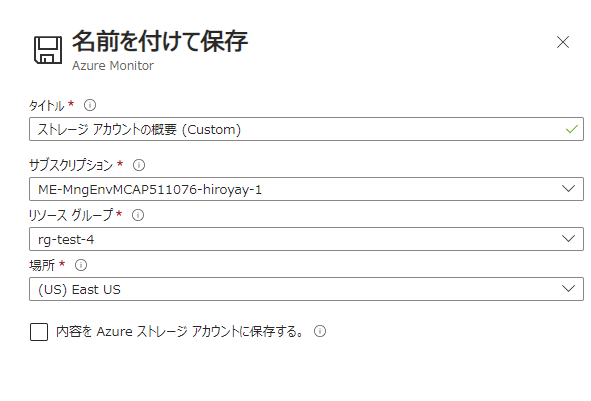 名前を付けて保存
Azure Monitor
タイトル *
ストレージ アカウントの概要 (Custom)
サブスクリプション *
ME-MngEnvMCAP511076-hiroyay-1
リソース グループ *
rg-test-4
場所 *
(US) East US
内容を Azure ストレージ アカウントに保存する。